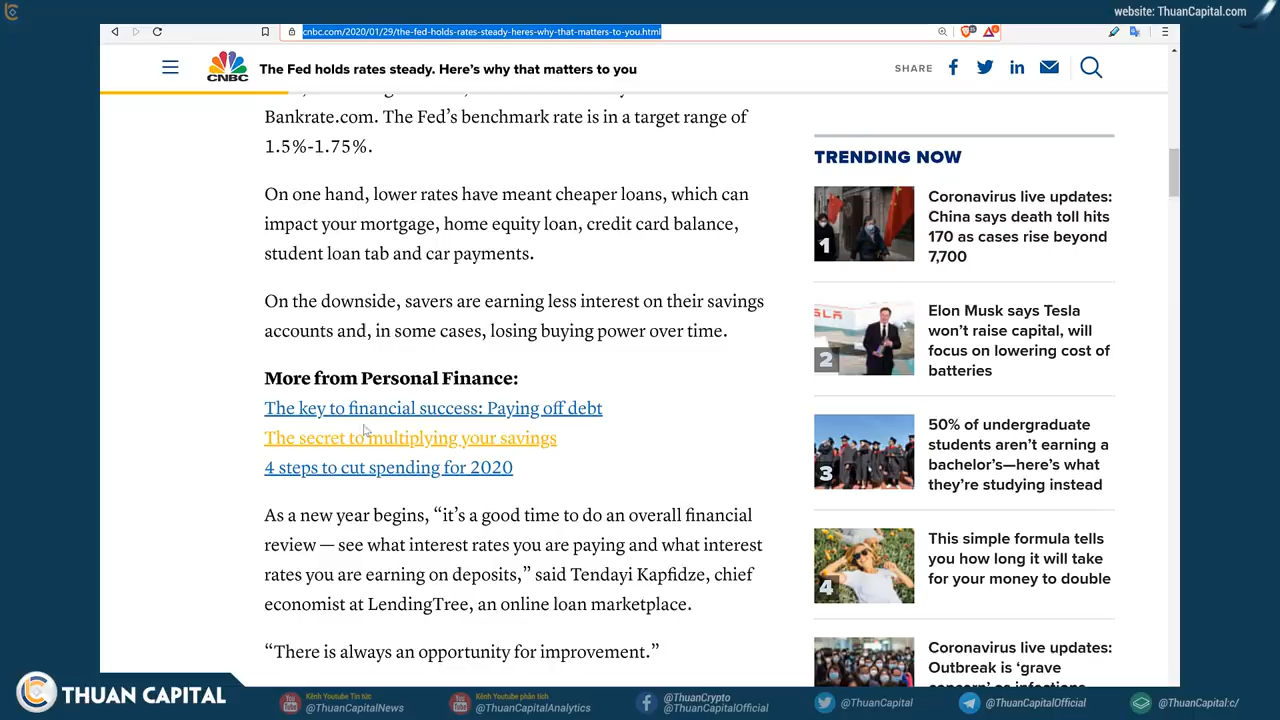 website: ThuanCapital.com
cnbc.com/2020/01/29/the-fed-holds-rates-steady-heres-why-that-matters-to-you.html
CNBC
The Fed holds rates steady. Here's why that matters to you
SHARE
Bankrate.com. The Fed's benchmark rate is in a target range of
1.5%-1.75%.
On one hand, lower rates have meant cheaper loans, which can
impact your mortgage, home equity loan, credit card balance,
student loan tab and car payments.
On the downside, savers are earning less interest on their savings
accounts and, in some cases, losing buying power over time.
More from Personal Finance:
The key to financial success: Paying off debt
The secret to multiplying your savings
4 steps to cut spending for 2020
As a new year begins, “it's a good time to do an overall financial
review — see what interest rates you are paying and what interest
rates you are earning on deposits,” said Tendayi Kapfidze, chief
economist at LendingTree, an online loan marketplace.
“There is always an opportunity for improvement.”
TRENDING NOW
1
Coronavirus live updates:
China says death toll hits
170 as cases rise beyond
7,700
2
Elon Musk says Tesla
won't raise capital, will
focus on lowering cost of
batteries
3
50% of undergraduate
students aren't earning a
bachelor's—here's what
they're studying instead
4
This simple formula tells
you how long it will take
for your money to double
Coronavirus live updates:
Outbreak is 'grave
THUAN CAPITAL
Kênh Youtube Tin tức
@ThuanCapitalNews
Kênh Youtube phân tích
@ThuanCapitalAnalytics
@ThuanCrypto
@ThuanCapitalOfficial
@ThuanCapital
@ThuanCapitalOfficial
@ThuanCapital:c/